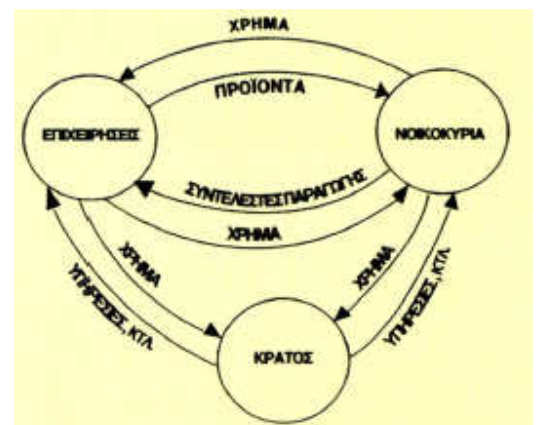 ΧΡΗΜΑ
ΠΡΟΪΟΝΤΑ
ΕΠΙΧΕΙΡΗΣΕΙΣ
ΝΟΙΚΟΚΥΡΙΑ
ΣΥΝΤΕΛΕΣΤΕΣ ΠΑΡΑΓΩΓΗΣ
ΧΡΗΜΑ
ΧΡΗΜΑ
ΧΡΗΜΑ
ΥΠΗΡΕΣΙΕΣ, ΚΤΛ.
ΥΠΗΡΕΣΙΕΣ, ΚΤΛ.
ΚΡΑΤΟΣ